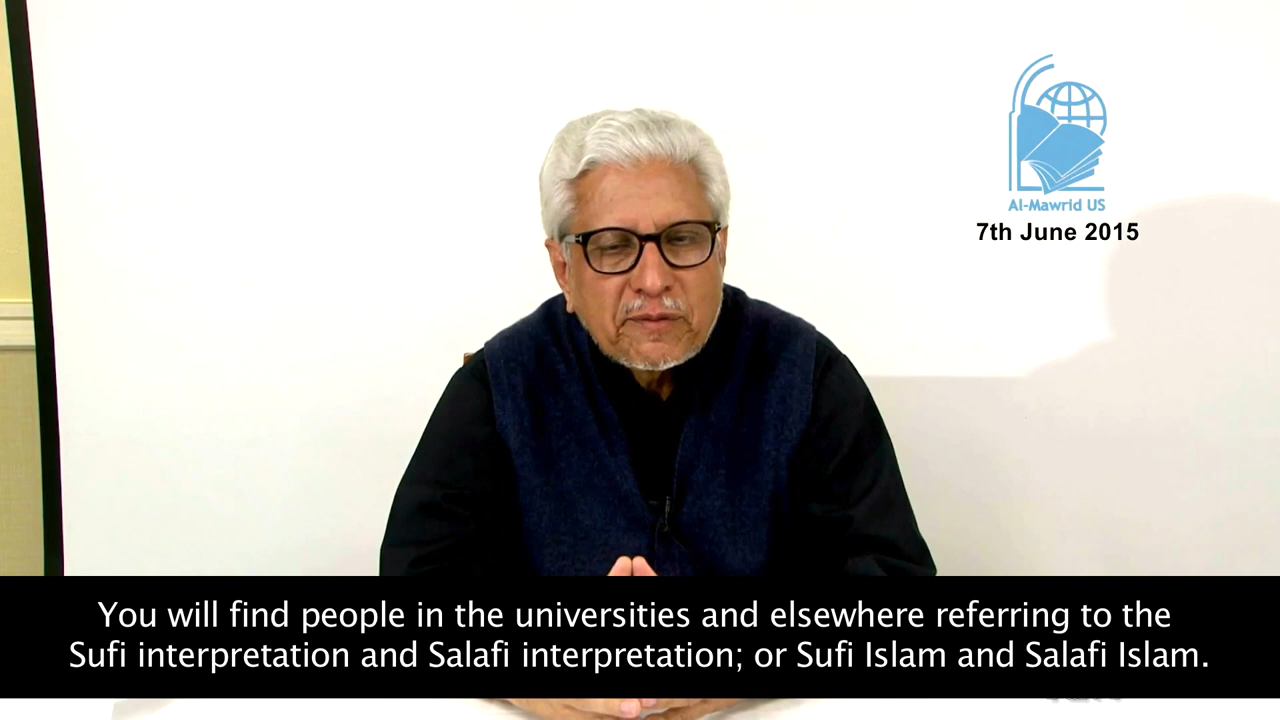 Al-Mawrid US
7th June 2015
You will find people in the universities and elsewhere referring to the
Sufi interpretation and Salafi interpretation; or Sufi Islam and Salafi Islam.